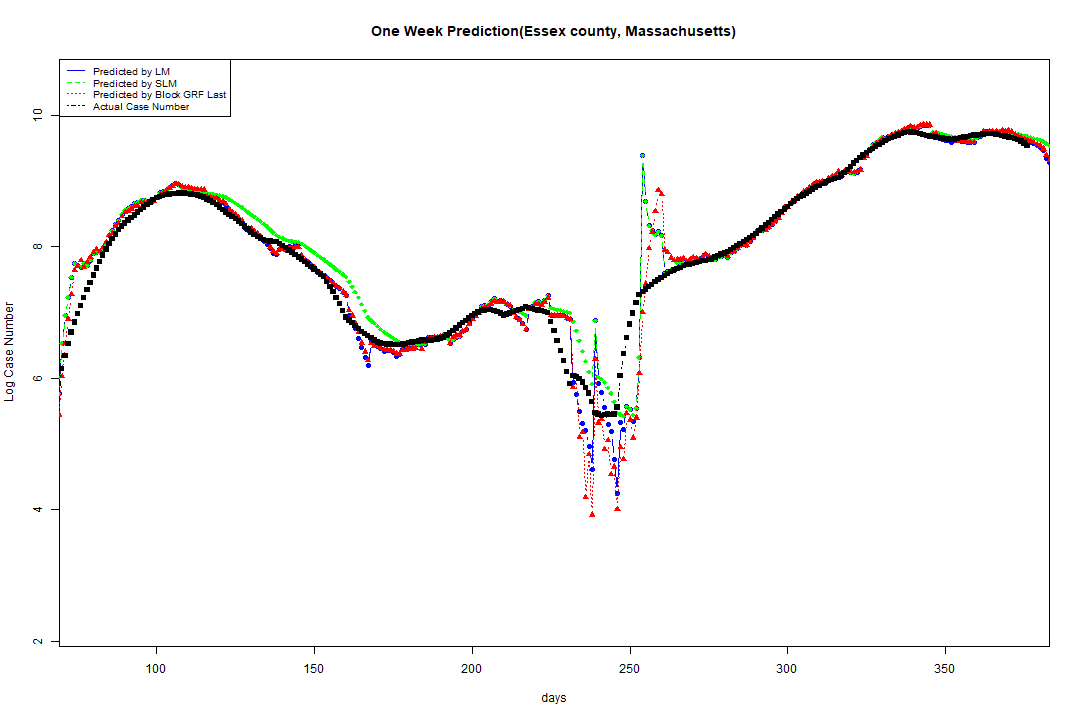 One Week Prediction(Essex county, Massachusetts)
Predicted by LM
Predicted by SLM
Predicted by Block GRF Last
Actual Case Number
Log Case Number
10
8
6
4
2
100 150 200 250 300 350
days